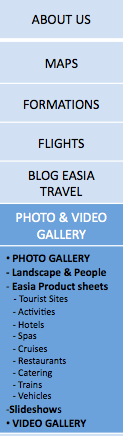 ABOUT US
MAPS
FORMATIONS
FLIGHTS
BLOG EASIA
TRAVEL
PHOTO & VIDEO
GALLERY
• PHOTO GALLERY
- Landscape & People
- Easia Product sheets
- Tourist Sites
- Activities
- Hotels
- Spas
- Cruises
- Restaurants
- Catering
- Trains
- Vehicles
-Slideshows
• VIDEO GALLERY